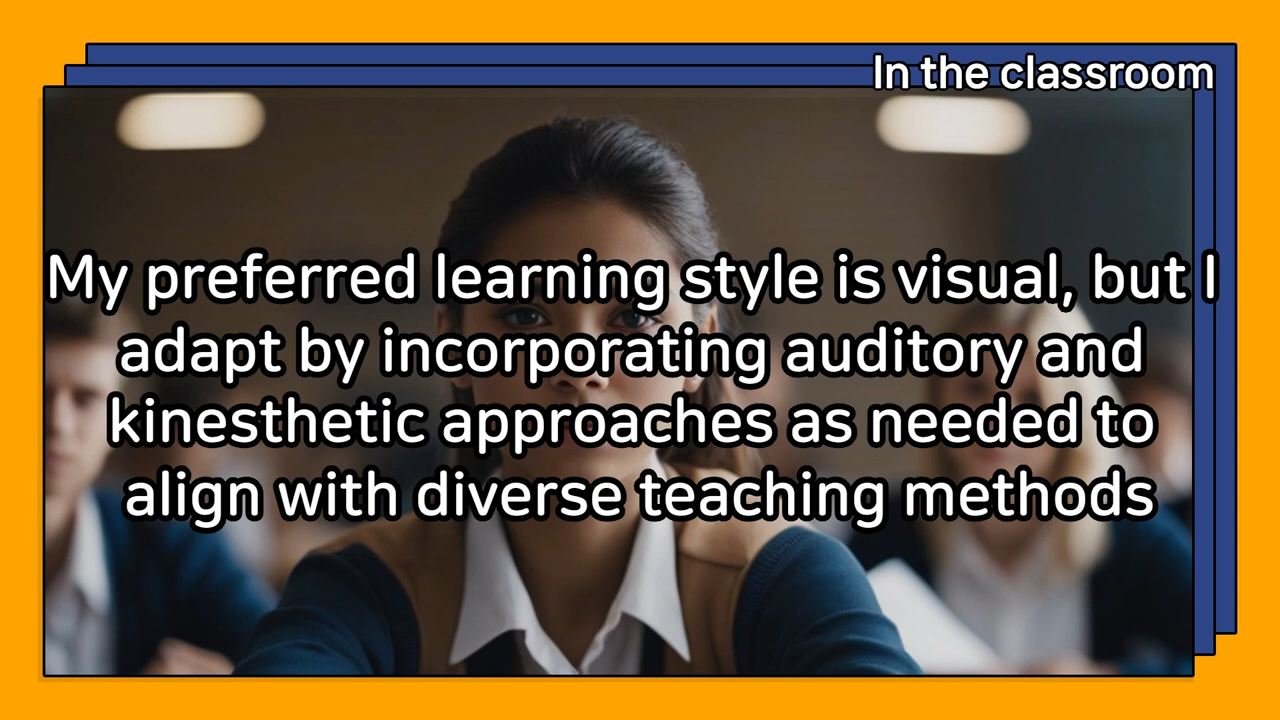 In the classroom
My preferred learning style is visual, but I
adapt by incorporating auditory and
kinesthetic approaches as needed to
align with diverse teaching methods